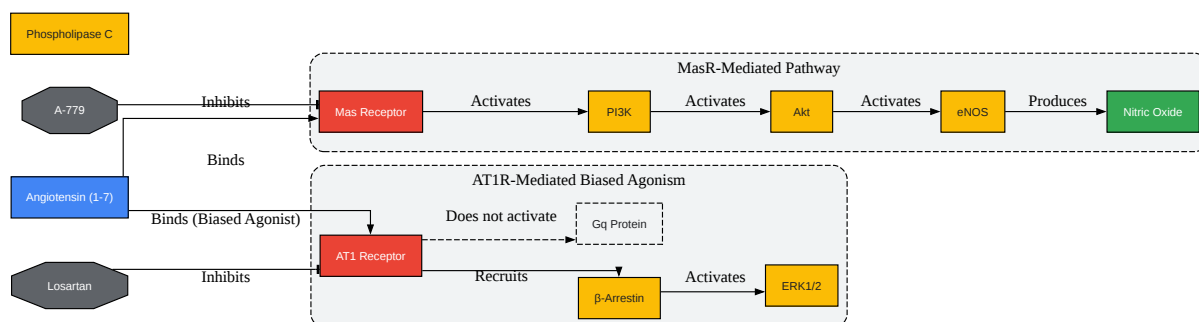 Phospholipase C
MasR-Mediated Pathway
A-779
Inhibits
Mas Receptor
Activates
PI3K
Activates
Akt
Activates
eNOS
Produces
Nitric Oxide
Binds
Angiotensin (1-7)
AT1R-Mediated Biased Agonism
Binds (Biased Agonist)
Does not activate
Gq Protein
AT1 Receptor
Losartan
Inhibits
Recruits
β-Arrestin
Activates
ERK1/2